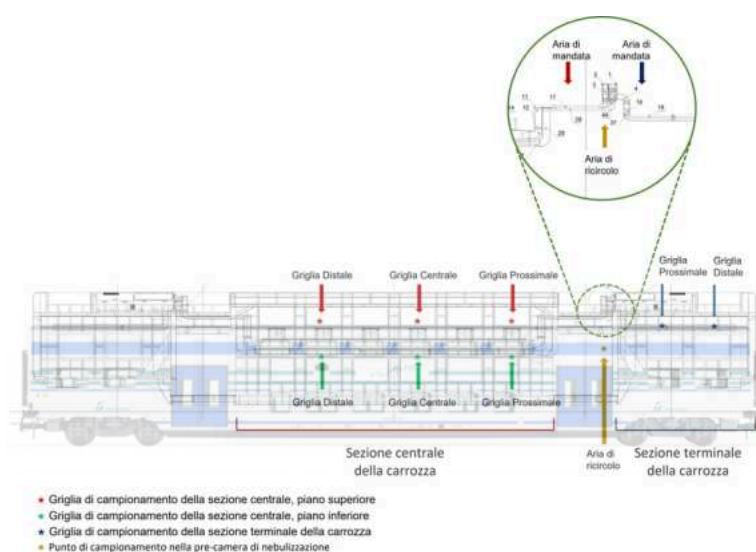 Aria di
mandata
Aria di
mandata
Aria di
ricircolo
Griglia Distale
Griglia Centrale
Griglia Prossimale
Griglia
Prossimale
Griglia
Distale
Griglia Distale
Griglia Centrale
Griglia Prossimale
Sezione centrale
della carrozza
Aria di
ricircolo
Sezione terminale
della carrozza
Griglia di campionamento della sezione centrale, piano superiore
Griglia di campionamento della sezione centrale, piano inferiore
Griglia di campionamento della sezione terminale della carrozza
Punto di campionamento nella pre-camera di nebulizzazione